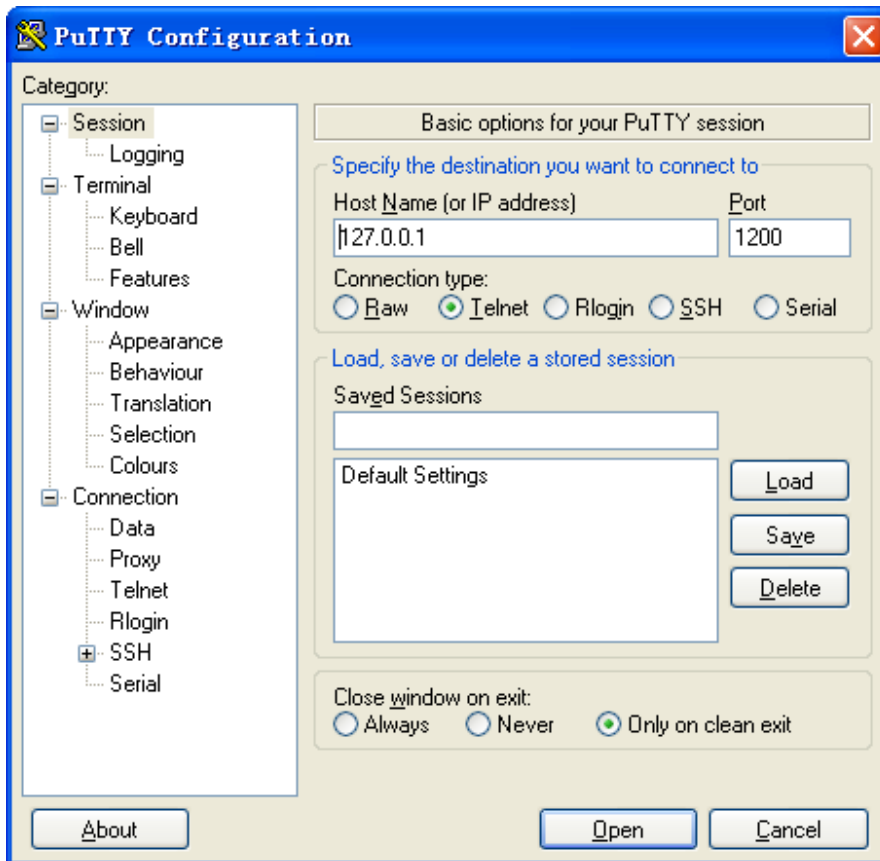 PuTTY Configuration
Category:
Session
Logging
Terminal
Keyboard
Bell
Features
Window
Appearance
Behaviour
Translation
Selection
Colours
Connection
Data
Proxy
Telnet
Rlogin
SSH
Serial
Basic options for your PuTTY session
Specify the destination you want to connect to
Host Name (or IP address) Port
127.0.0.1 1200
Connection type:
Raw Telnet Rlogin SSH Serial
Load, save or delete a stored session
Saved Sessions
Default Settings
Load
Save
Delete
Close window on exit:
Always Never Only on clean exit
About Open Cancel